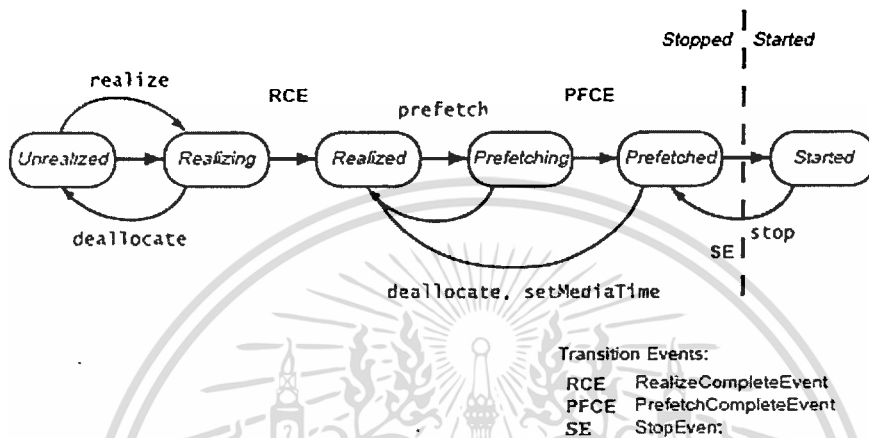 Stopped Started
realize
RCE
prefetch
PFCE
Unrealized Realizing Realized Prefetching Prefetched Started
deallocate
stop
SE
deallocate, setMediaTime
Transition Events:
RCE RealizeCompleteEvent
PFCE PrefetchCompleteEvent
SE StopEvent